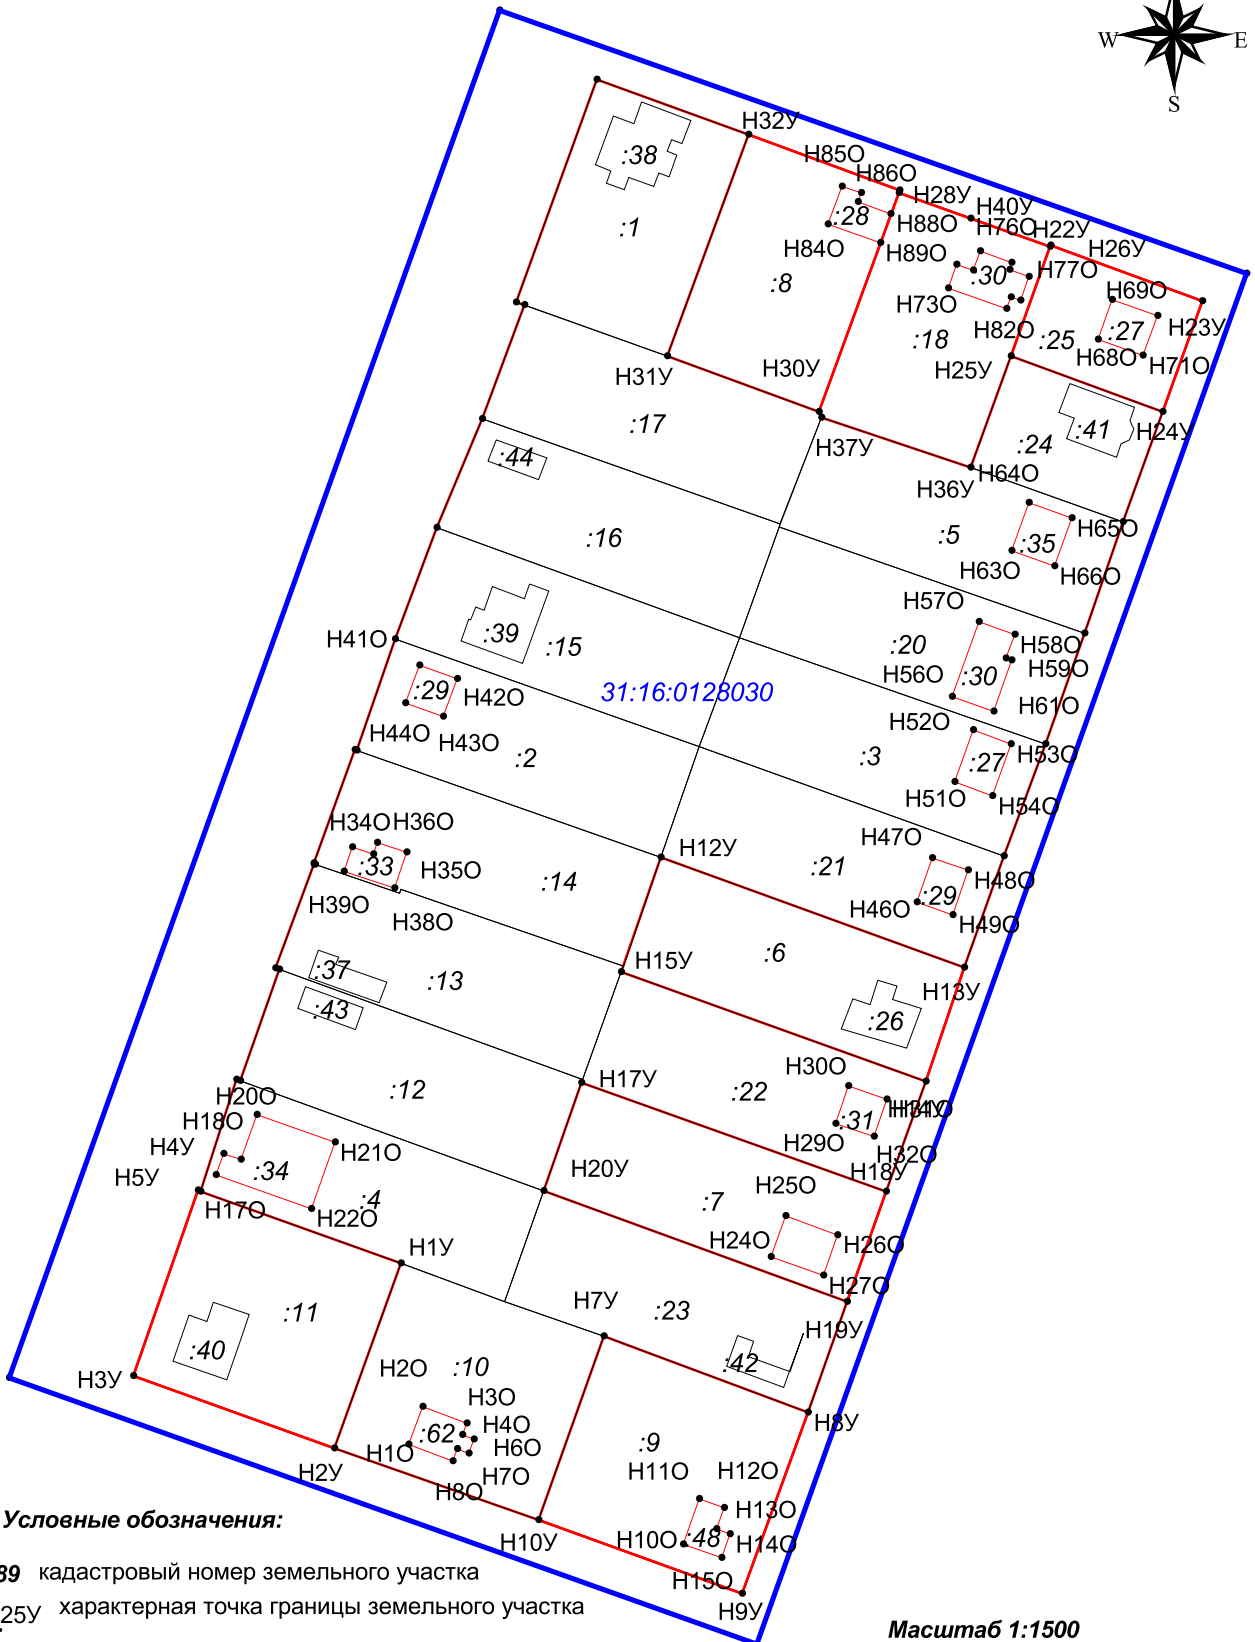 W E
S
Н32У
Н85О
:38
Н86О
Н28У
Н40У
:28
Н88О
Н76О
Н22У
:1
Н84О
Н89О
Н26У
:30
Н77О
:8
Н69О
Н73О
Н23У
Н82О
:27
:18
:25
Н68О
Н71О
Н25У
Н30У
Н31У
:17
Н37У
:41
Н24У
:24
:44
Н64О
Н36У
Н65О
:16
:5
:35
Н63О
Н66О
Н57О
:39
Н41О
:15
:20
Н58О
Н59О
:29
Н56О
:30
Н42О
31:16:0128030
Н61О
Н52О
Н44О
Н43О
:2
:3
:27
Н53О
Н51О
Н54О
Н34О
Н36О
Н47О
Н12У
:33
Н35О
:21
:14
Н48О
Н39О
:29
Н46О
Н38О
Н49О
:6
Н15У
:37
:13
Н13У
:43
:26
Н30О
Н17У
:12
:22
Н20О
:31
Н14У
Н31О
Н18О
Н29О
Н4У
Н21О
Н32О
Н5У
:34
Н20У
Н18У
:4
:7
Н25О
Н17О
Н22О
Н24О
Н26О
Н1У
Н27О
:11
Н7У
:23
Н19У
:40
:42
Н3У
Н2О
:10
Н3О
Н8У
:62
Н4О
:9
Н1О
Н6О
Н2У
Н11О
Н12О
Н7О
Н8О
Н13О
Условные обозначения:
Н10У
Н10О
:48
Н14О
89 кадастровый номер земельного участка
Н15О
25У характерная точка границы земельного участка
Н9У
Масштаб 1:1500